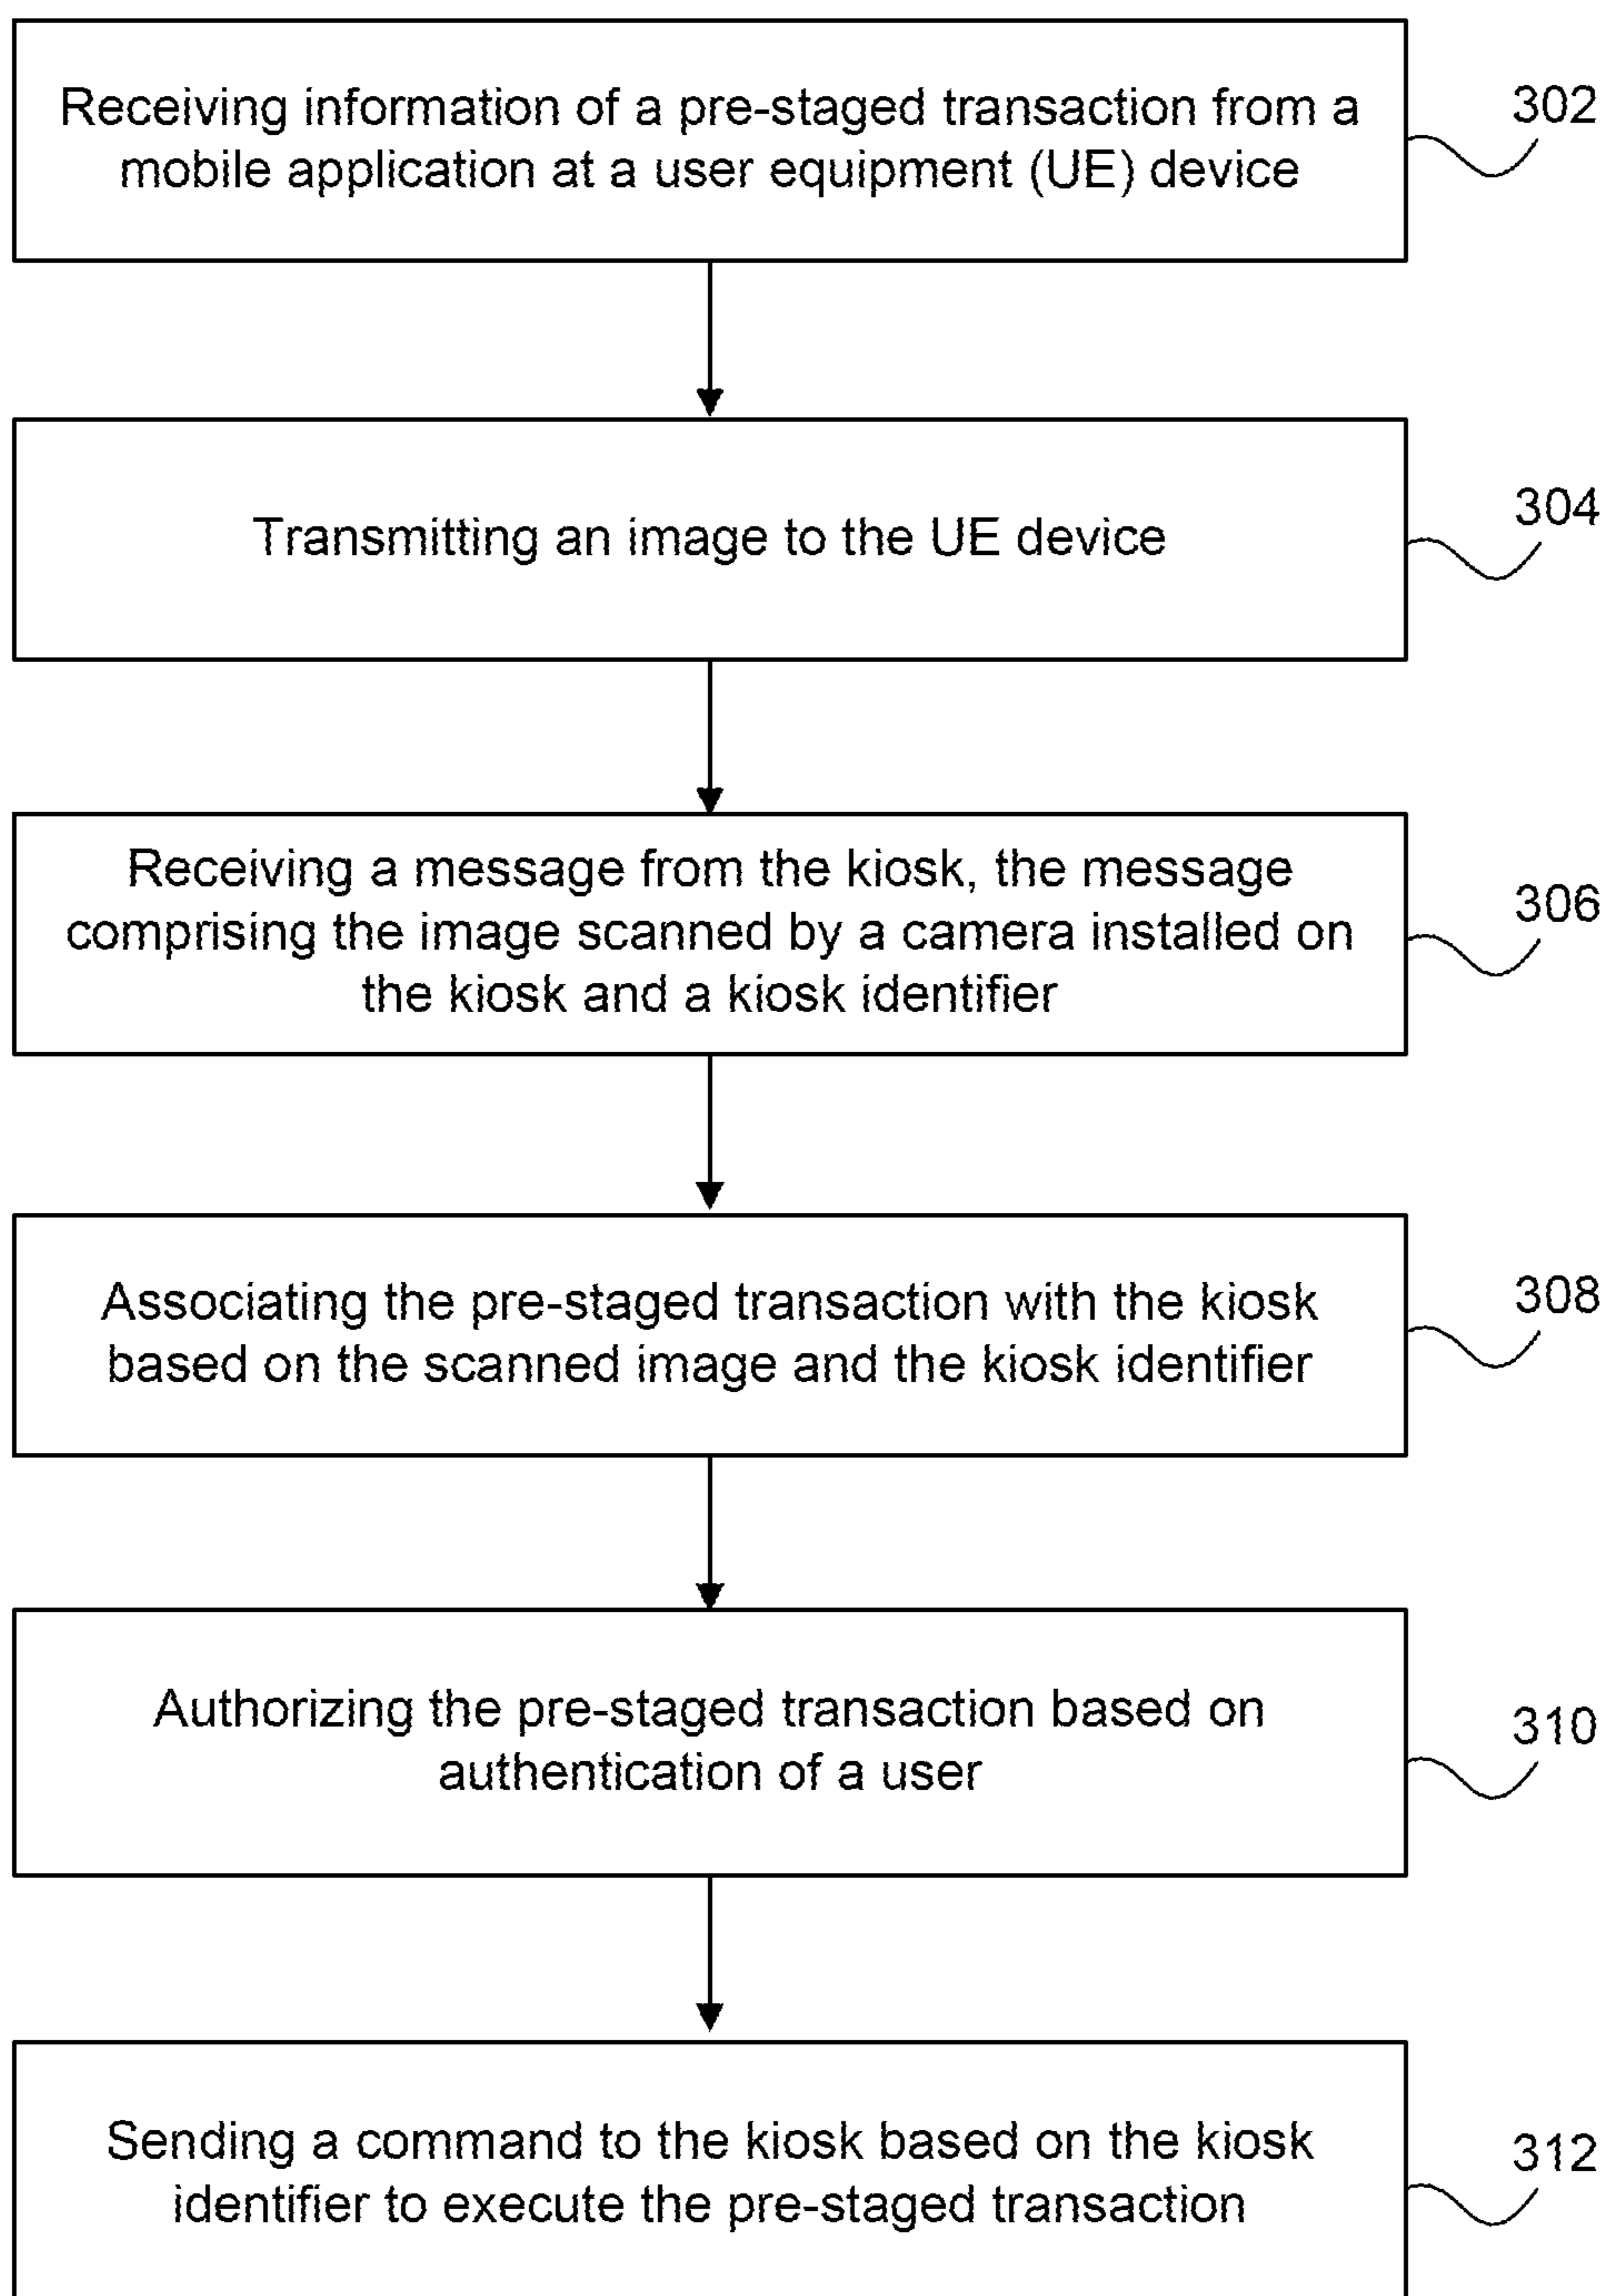 Receiving information of a pre-staged transaction from a
mobile application at a user equipment (UE) device
302
Transmitting an image to the UE device
304
Receiving a message from the kiosk, the message
comprising the image scanned by a camera installed on
the kiosk and a kiosk identifier
306
Associating the pre-staged transaction with the kiosk
based on the scanned image and the kiosk identifier
308
Authorizing the pre-staged transaction based on
authentication of a user
310
Sending a command to the kiosk based on the kiosk
identifier to execute the pre-staged transaction
312